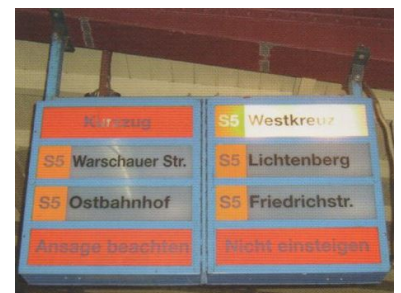 Kurzzug
S5 Warschauer Str.
S5 Ostbahnhof
Ansage beachten
S5 Westkreuz
S5 Lichtenberg
S5 Friedrichstr.
Nicht einsteigen